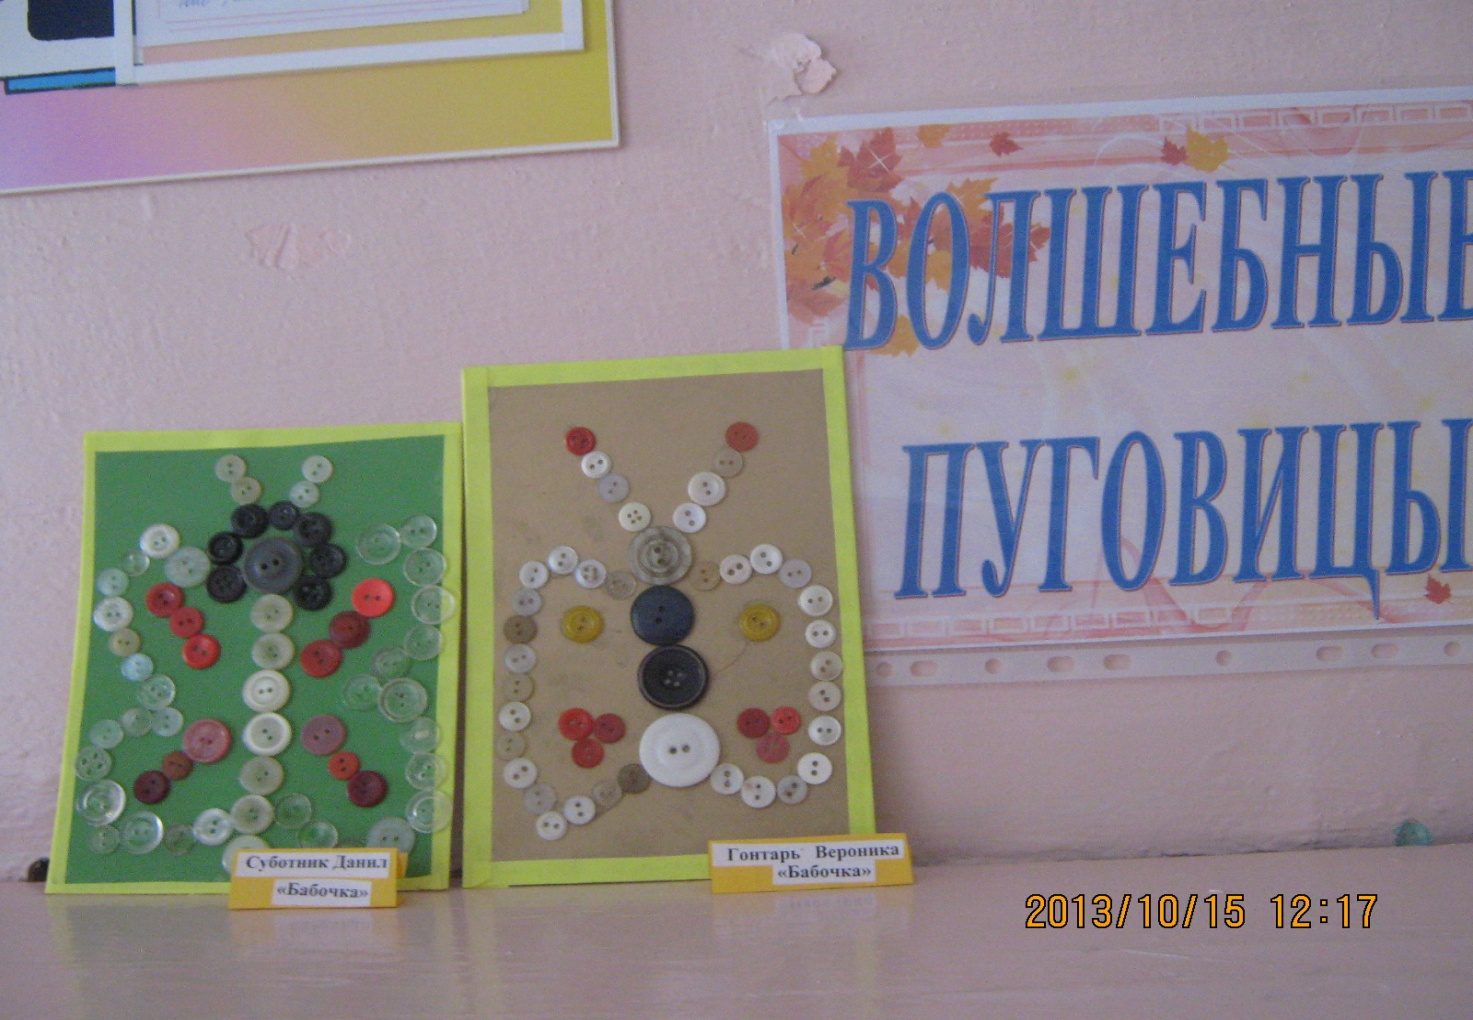 ВОЛШЕБНЫЕ
ПУГОВИЦЫ
Суботник Данил
«Бабочка»
Гонтарь Вероника
«Бабочка»
2013/10/15 12:17